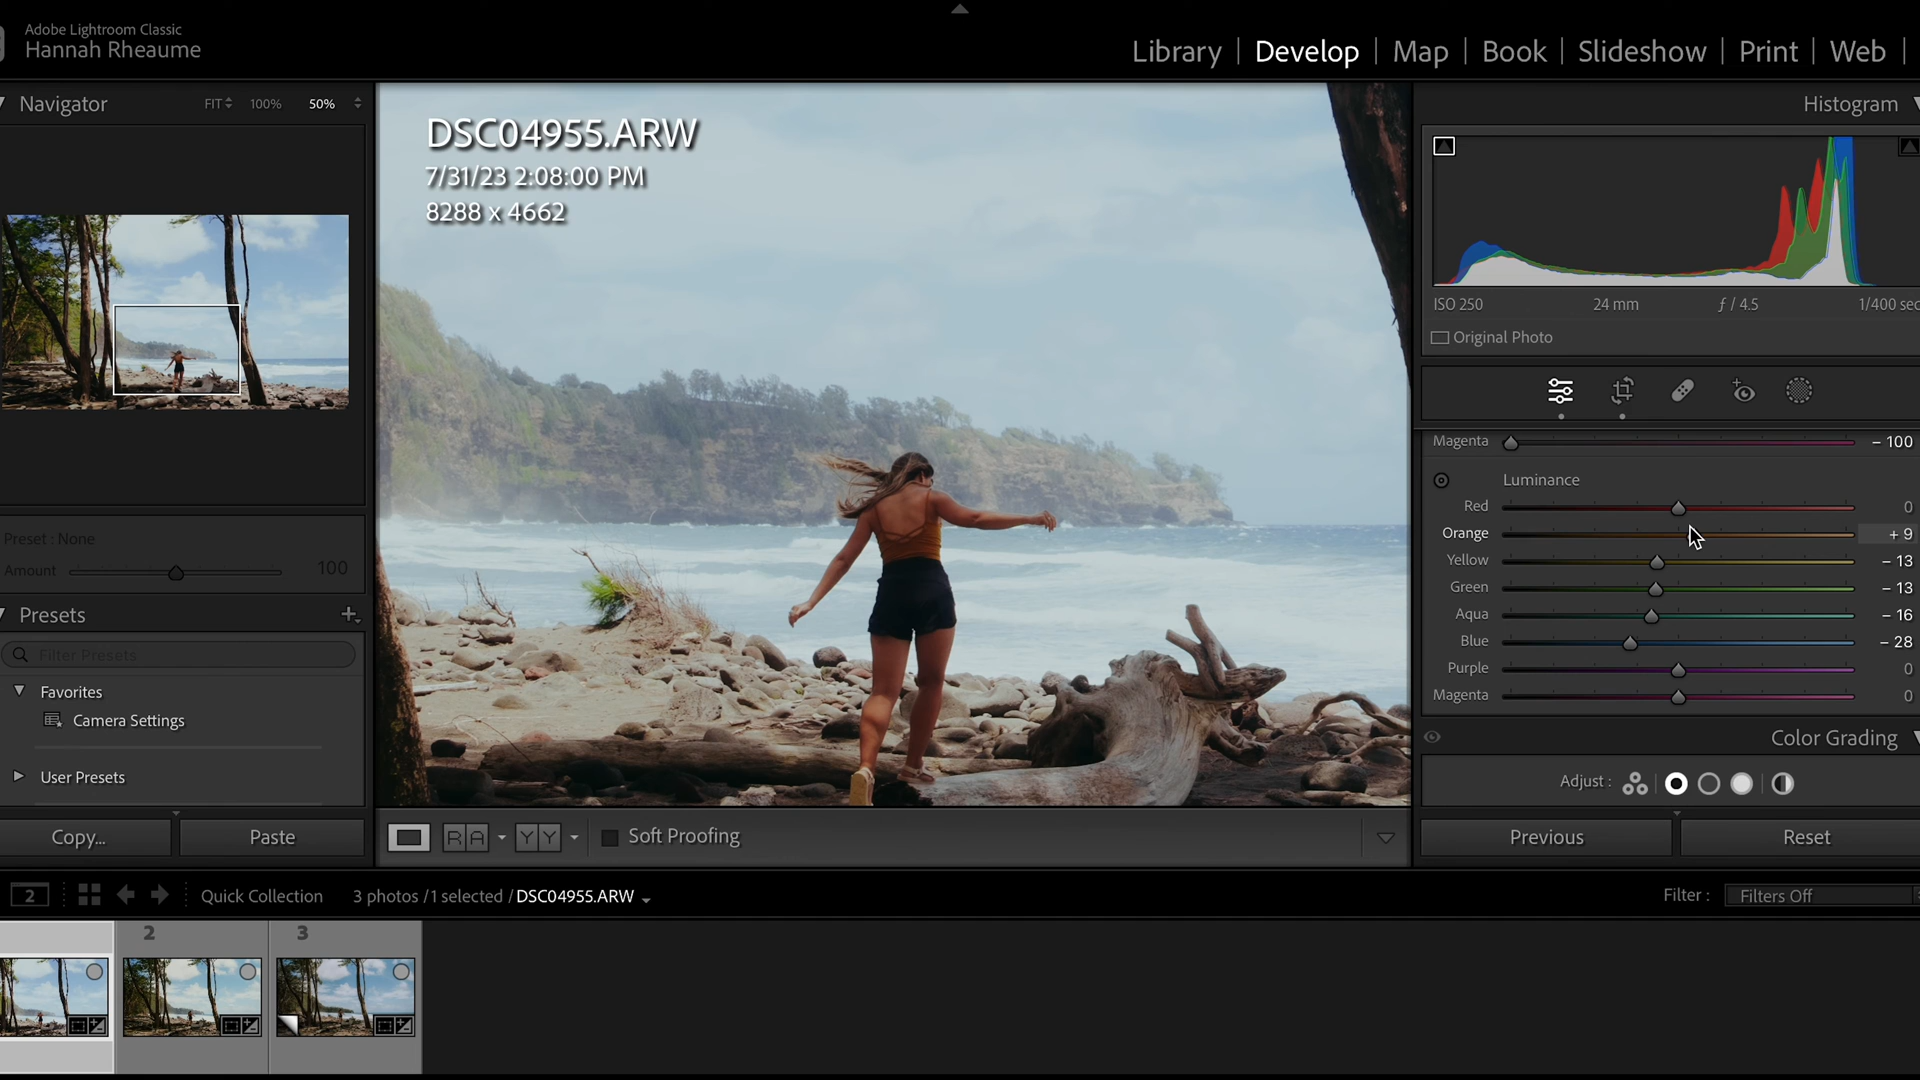 Adobe Lightroom Classic
Hannah Rheaume
Library | Develop | Map | Book | Slideshow | Print | Web |
Navigator FIT 100% 50%
DSC04955.ARW
7/31/23 2:08:00 PM
8288 x 4662
Histogram
ISO 250 24 mm ƒ / 4.5 1/400 sec
Original Photo
Magenta – 100
Luminance
Red 0
Orange + 9
Yellow – 13
Green – 13
Aqua – 16
Blue – 28
Purple 0
Magenta 0
Color Grading
Adjust :
Preset : None
Amount 100
Presets +
Filter Presets
Favorites
Camera Settings
User Presets
Copy... Paste
R A Y Y Soft Proofing
Previous Reset
2 Quick Collection 3 photos /1 selected / DSC04955.ARW
Filter : Filters Off
2 3